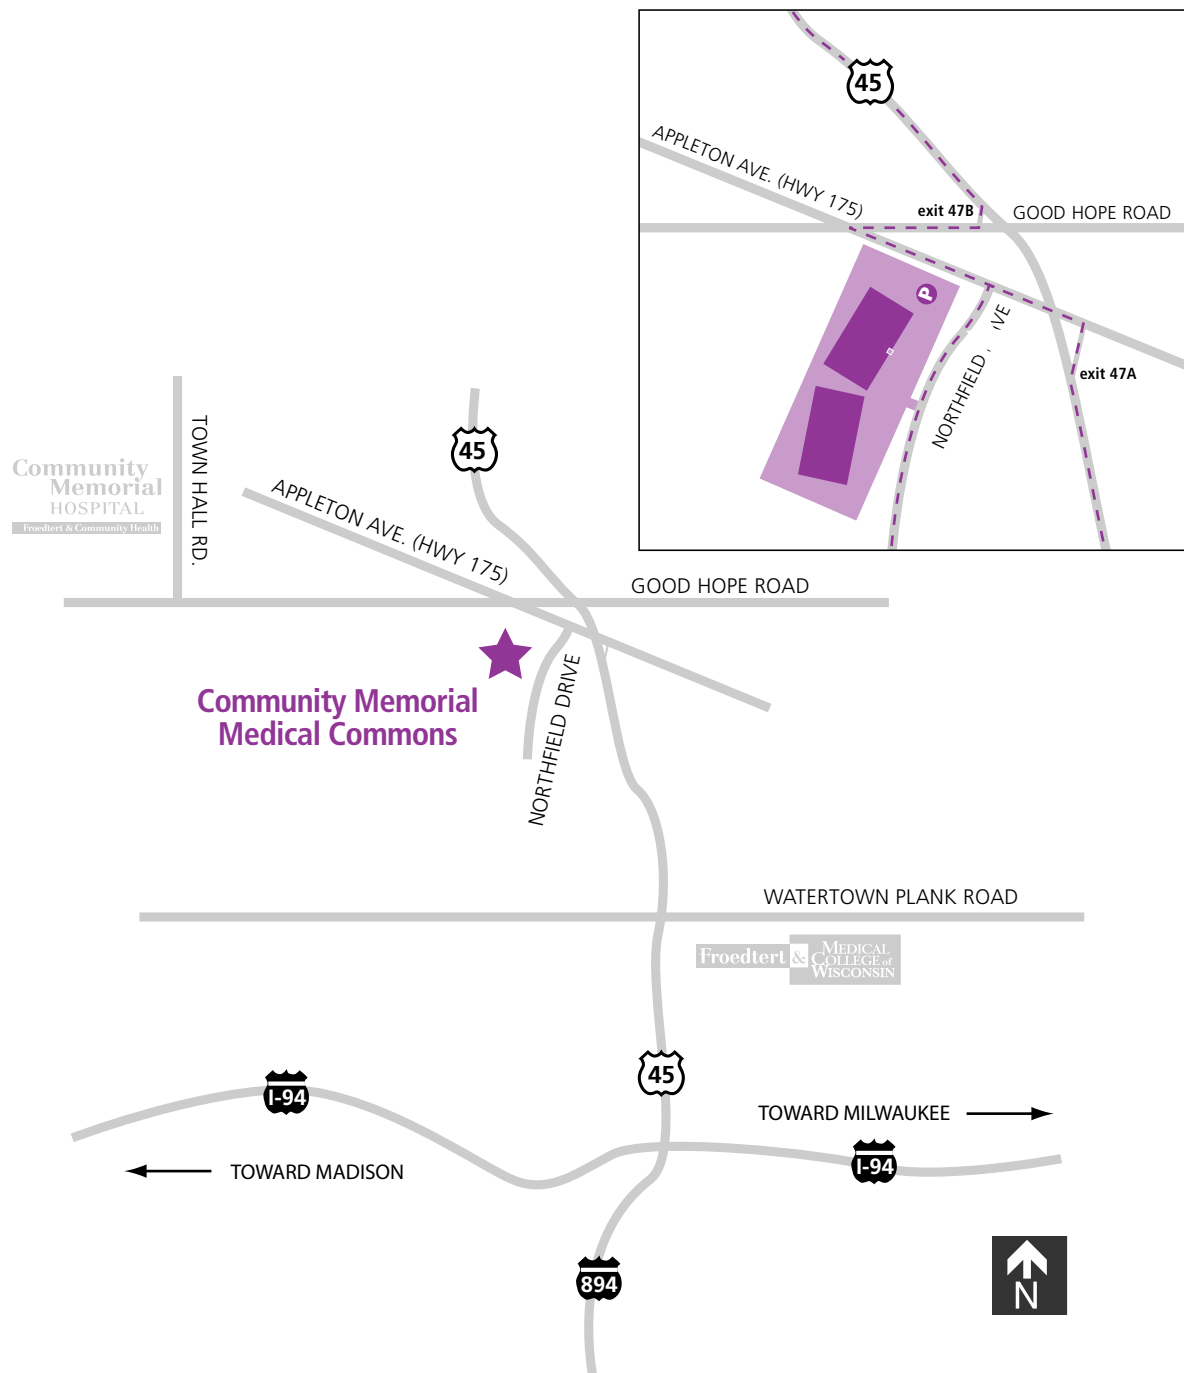 45
APPLETON AVE. (HWY 175)
exit 47B
GOOD HOPE ROAD
P
NORTHFIELD
VE
exit 47A
TOWN HALL RD.
45
Community
Memorial
HOSPITAL
Froedtert & Community Health
APPLETON AVE. (HWY 175)
GOOD HOPE ROAD
Community Memorial
Medical Commons
NORTHFIELD DRIVE
WATERTOWN PLANK ROAD
Froedtert & MEDICAL
COLLEGE of
WISCONSIN
45
I-94
TOWARD MILWAUKEE
I-94
TOWARD MADISON
894
N